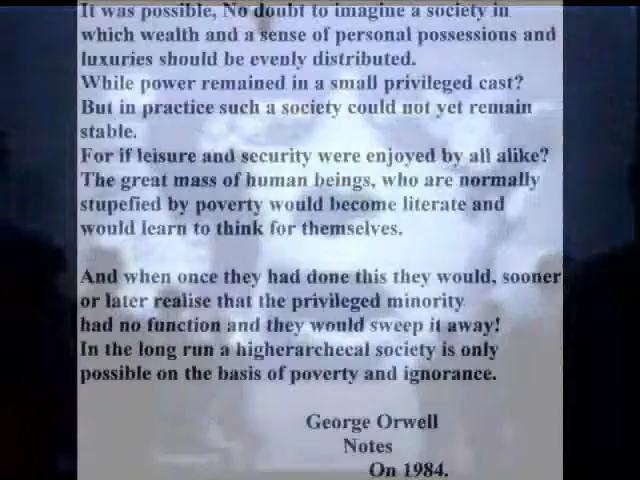 It was possible, No doubt to imagine a society in
which wealth and a sense of personal possessions and
luxuries should be evenly distributed.
While power remained in a small privileged cast?
But in practice such a society could not yet remain
stable.
For if leisure and security were enjoyed by all alike?
The great mass of human beings, who are normally
stupefied by poverty would become literate and
would learn to think for themselves.
And when once they had done this they would, sooner
or later realise that the privileged minority
had no function and they would sweep it away!
In the long run a higherarchecal society is only
possible on the basis of poverty and ignorance.
George Orwell
Notes
On 1984.